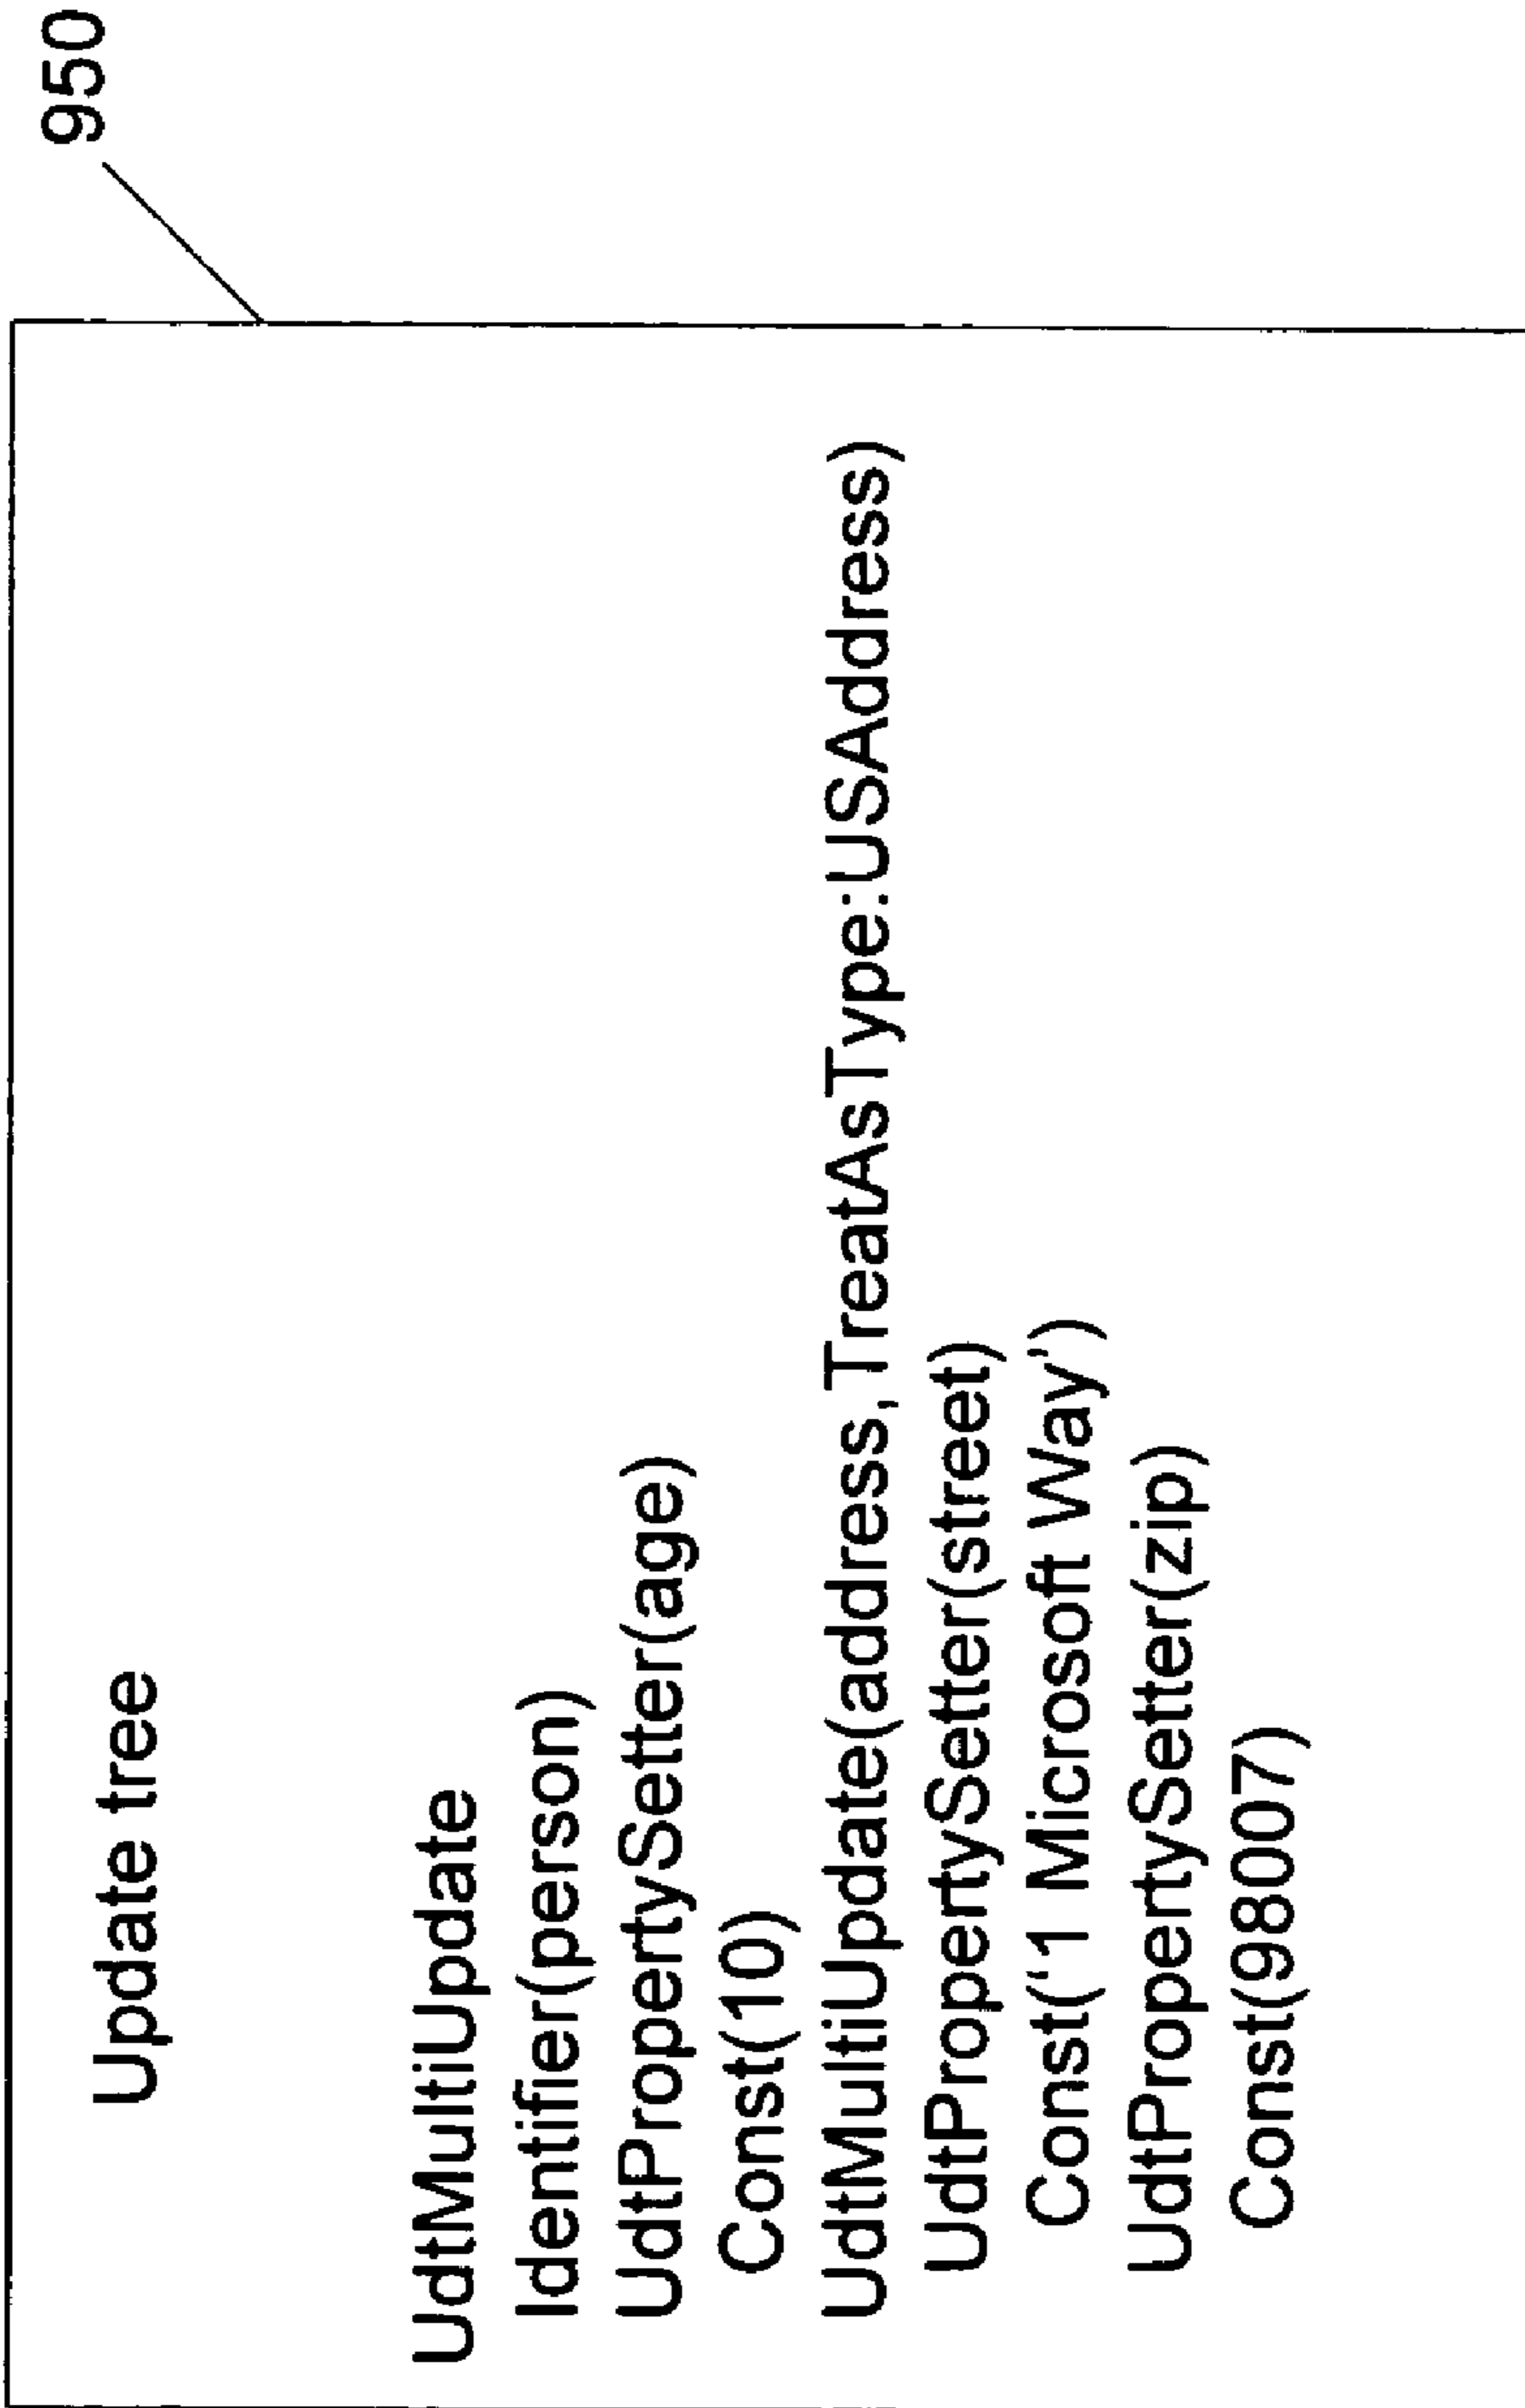 950
Update tree
UdtMultiUpdate
Identifier(person)
UdtPropertySetter(age)
Const(10)
UdtMultiUpdate(address,TreatAsType:USAddress)
UdtPropertySetter(street)
Const('1 Microsoft Way')
UdtPropertySetter(zip)
Const(98007)